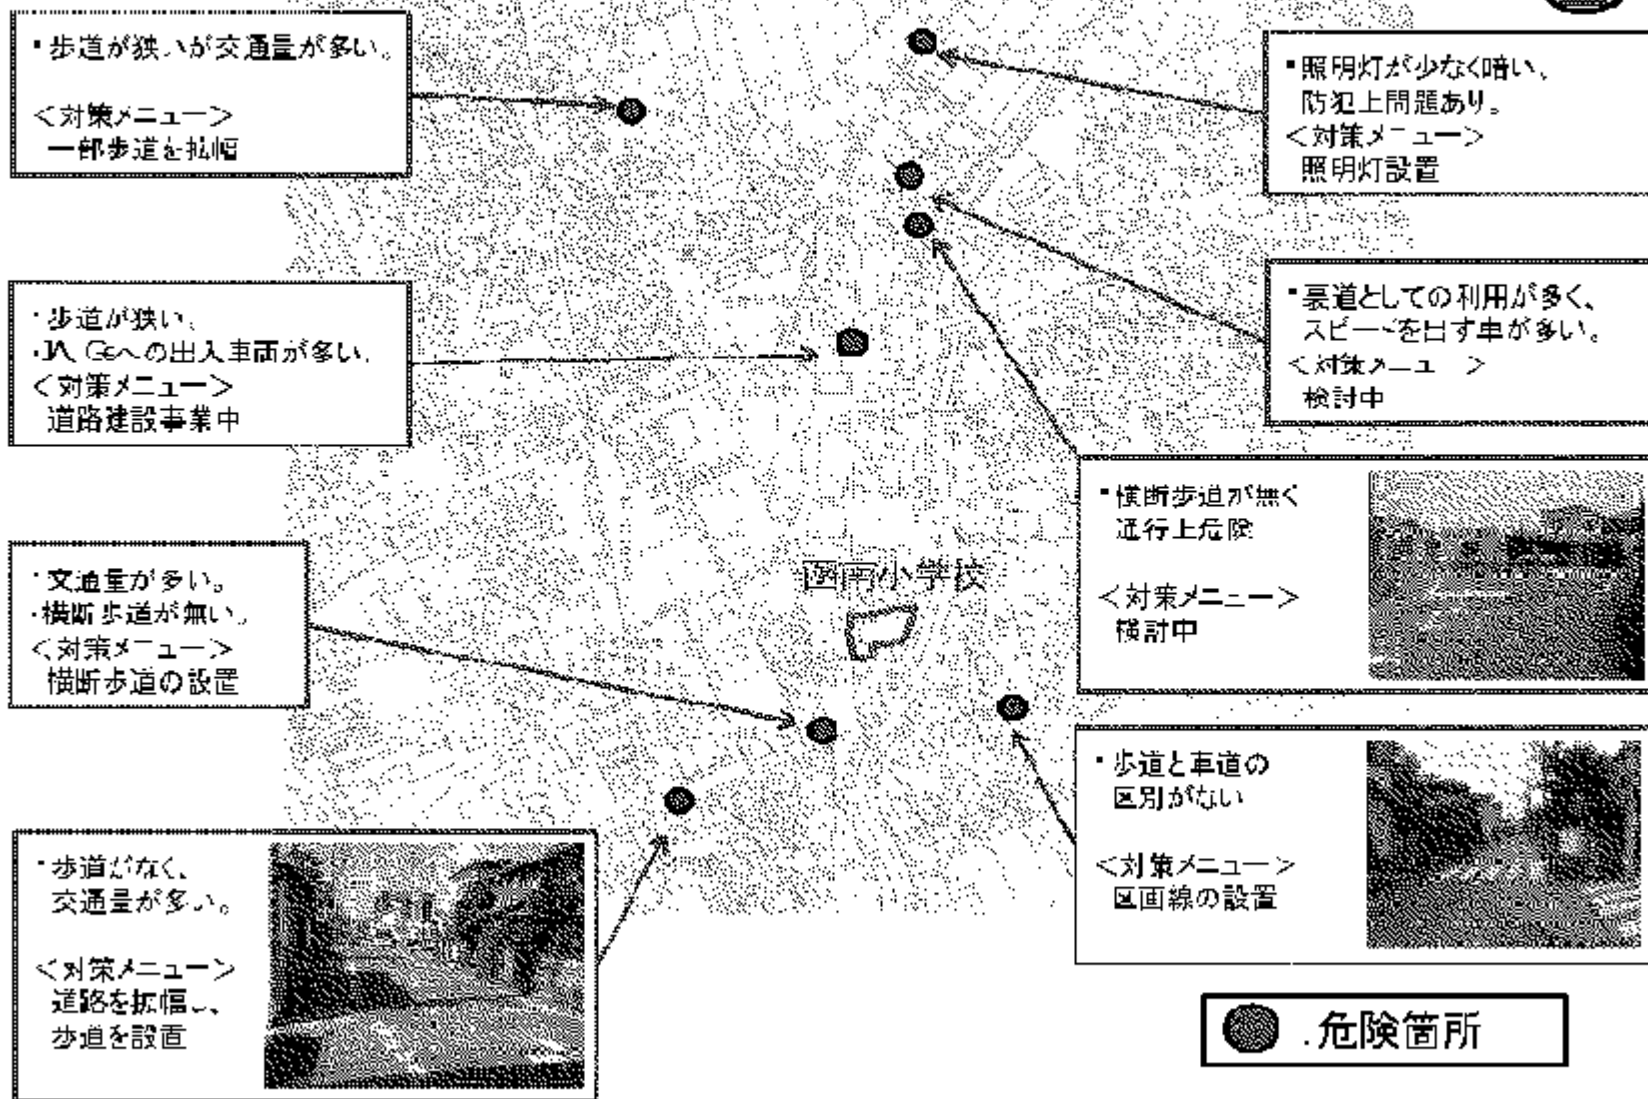 ・歩道が狭いが交通量が多い。
＜対策メニュー＞
一部歩道を拡幅
・照明灯が少なく暗い、
防犯上問題あり。
＜対策メニュー＞
照明灯設置
・歩道が狭い、
・JA、GSへの出入車両が多い、
＜対策メニュー＞
道路建設事業中
・裏道としての利用が多く、
スピードを出す車が多い。
＜対策メニュー＞
検討中
・横断歩道が無く
通行上危険
＜対策メニュー＞
検討中
函南小学校
・交通量が多い。
・横断歩道が無い。
＜対策メニュー＞
横断歩道の設置
・歩道と車道の
区別がない
＜対策メニュー＞
区画線の設置
・歩道がなく、
交通量が多い。
＜対策メニュー＞
道路を拡幅し、
歩道を設置
：危険箇所